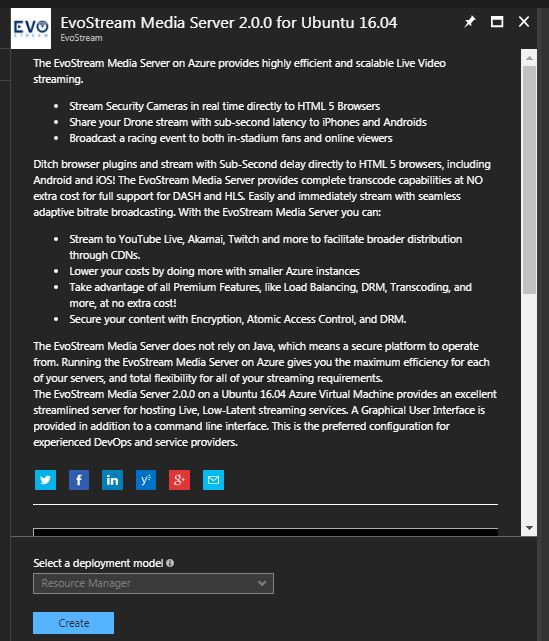 EVO
STREAM
EvoStream Media Server 2.0.0 for Ubuntu 16.04
EvoStream
The EvoStream Media Server on Azure provides highly efficient and scalable Live Video
streaming.
• Stream Security Cameras in real time directly to HTML 5 Browsers
• Share your Drone stream with sub-second latency to iPhones and Androids
• Broadcast a racing event to both in-stadium fans and online viewers
Ditch browser plugins and stream with Sub-Second delay directly to HTML 5 browsers, including
Android and iOS! The EvoStream Media Server provides complete transcode capabilities at NO
extra cost for full support for DASH and HLS. Easily and immediately stream with seamless
adaptive bitrate broadcasting. With the EvoStream Media Server you can:
• Stream to YouTube Live, Akamai, Twitch and more to facilitate broader distribution
through CDNs.
• Lower your costs by doing more with smaller Azure instances
• Take advantage of all Premium Features, like Load Balancing, DRM, Transcoding, and
more, at no extra cost!
• Secure your content with Encryption, Atomic Access Control, and DRM.
The EvoStream Media Server does not rely on Java, which means a secure platform to operate
from. Running the EvoStream Media Server on Azure gives you the maximum efficiency for each
of your servers, and total flexibility for all of your streaming requirements.
The EvoStream Media Server 2.0.0 on a Ubuntu 16.04 Azure Virtual Machine provides an excellent
streamlined server for hosting Live, Low-Latent streaming services. A Graphical User Interface is
provided in addition to a command line interface. This is the preferred configuration for
experienced DevOps and service providers.
Select a deployment model
Resource Manager
Create